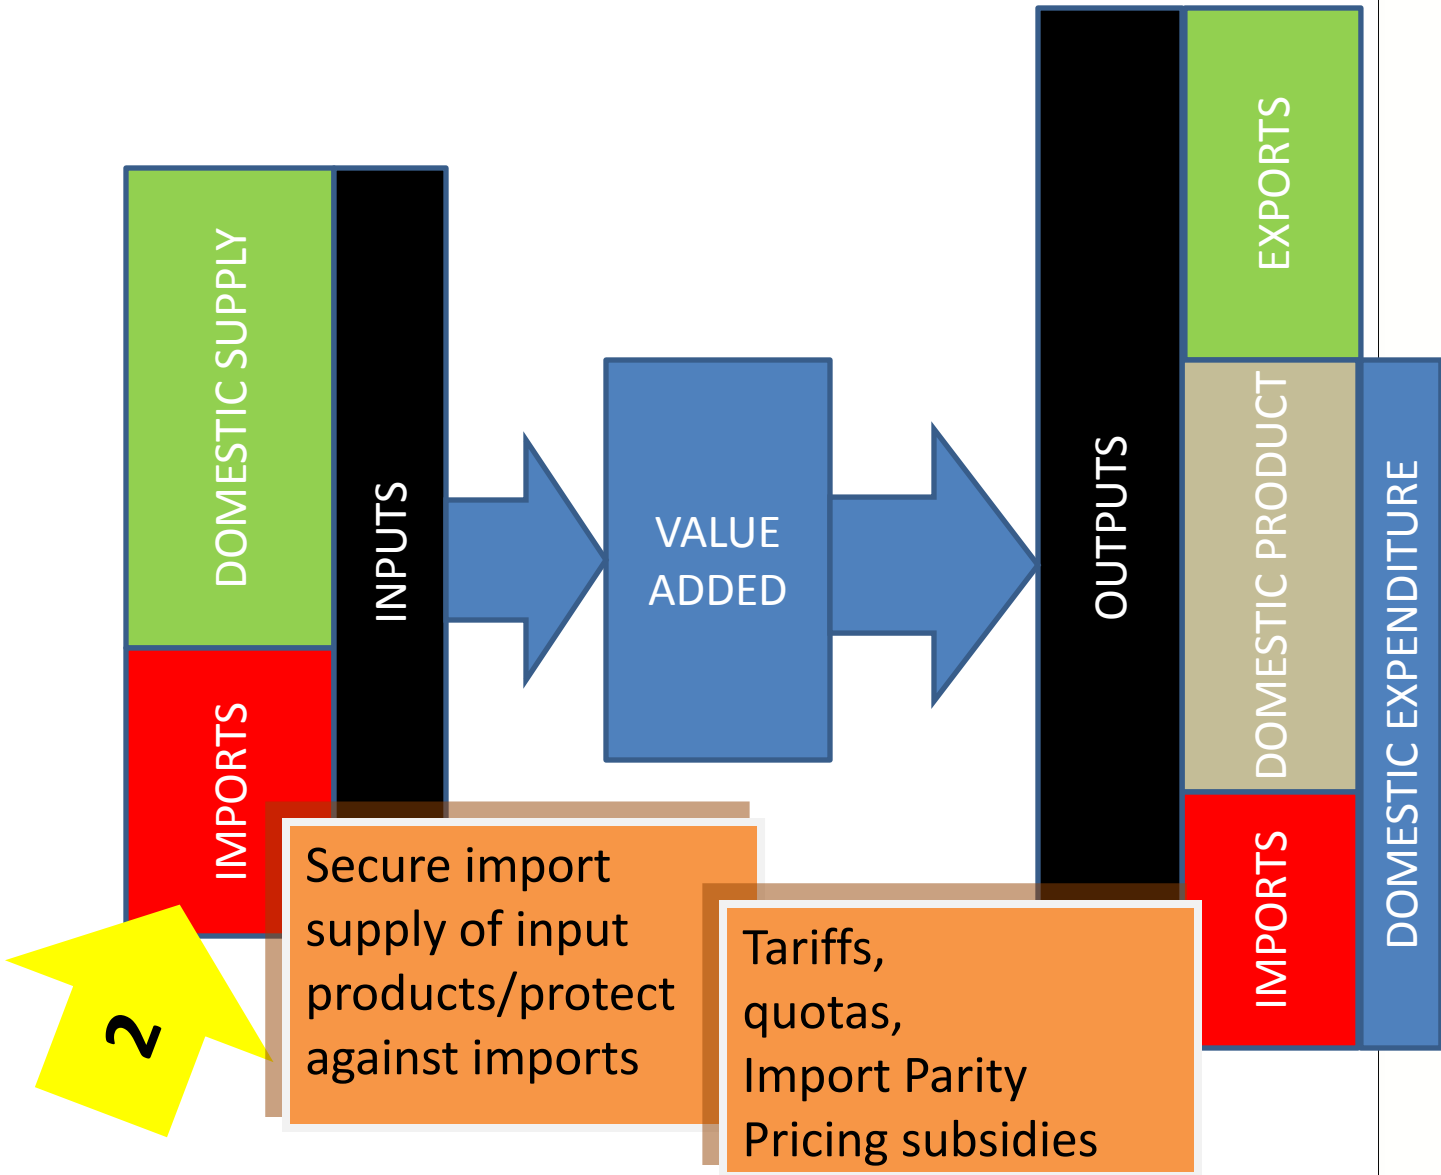 DOMESTIC SUPPLY
IMPORTS
INPUTS
VALUE
ADDED
OUTPUTS
EXPORTS
DOMESTIC PRODUCT
IMPORTS
DOMESTIC EXPENDITURE
2
Secure import
supply of input
products/protect
against imports
Tariffs,
quotas,
Import Parity
Pricing subsidies